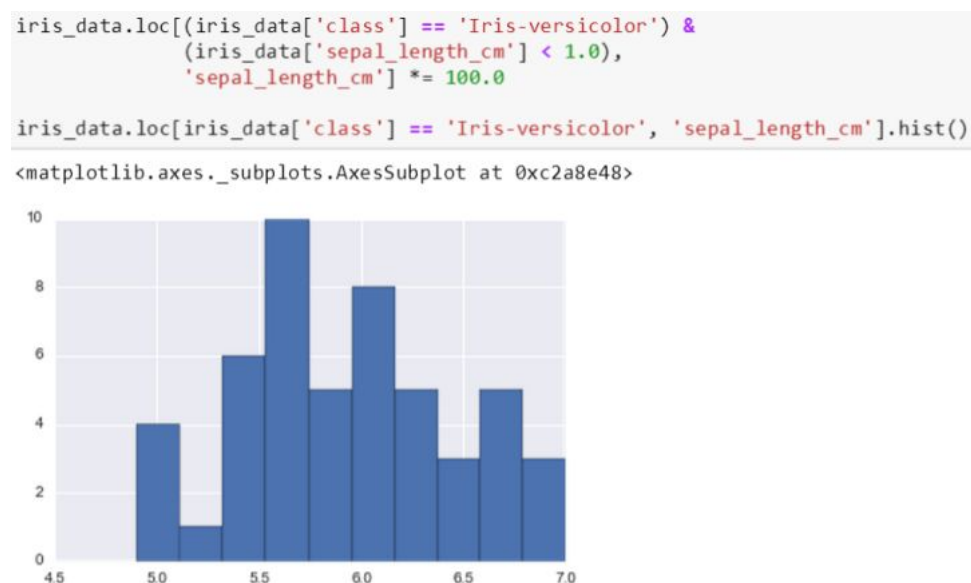 iris_data.loc[(iris_data['class'] == 'Iris-versicolor') &
              (iris_data['sepal_length_cm'] < 1.0),
              'sepal_length_cm'] *= 100.0
iris_data.loc[iris_data['class'] == 'Iris-versicolor', 'sepal_length_cm'].hist()
<matplotlib.axes._subplots.AxesSubplot at 0xc2a8e48>
10
8
6
4
2
0
4.5 5.0 5.5 6.0 6.5 7.0